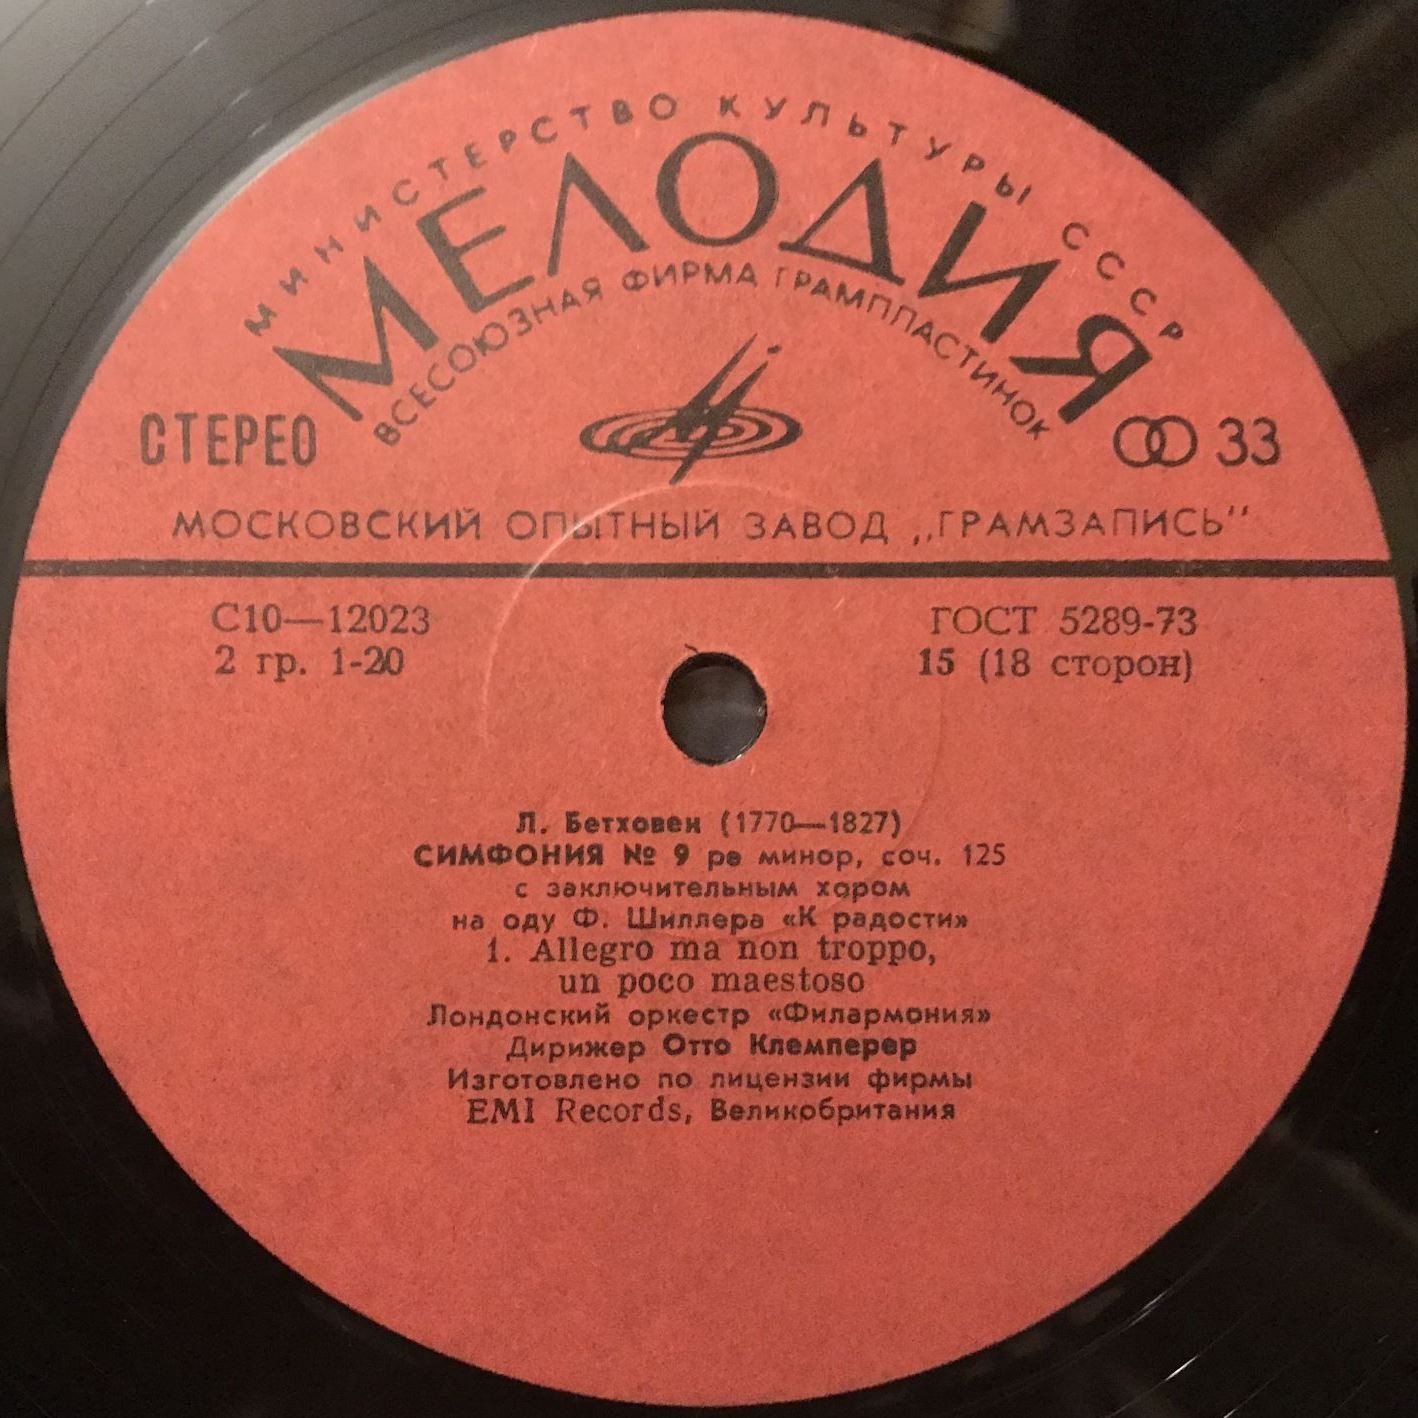 МИНИСТЕРСТВО КУЛЬТУРЫ СССР
МЕЛОДИЯ
ВСЕСОЮЗНАЯ ФИРМА ГРАМПЛАСТИНОК
СТЕРЕО
33
МОСКОВСКИЙ ОПЫТНЫЙ ЗАВОД „ГРАМЗАПИСЬ"
С10—12023
ГОСТ 5289-73
2 гр. 1-20
15 (18 сторон)
Л. Бетховен (1770—1827)
СИМФОНИЯ № 9 ре минор, соч. 125
с заключительным хором
на оду Ф. Шиллера «К радости»
1. Allegro ma non troppo,
un poco maestoso
Лондонский оркестр «Филармония»
Дирижер Отто Клемперер
Изготовлено по лицензии фирмы
EMI Records, Великобритания